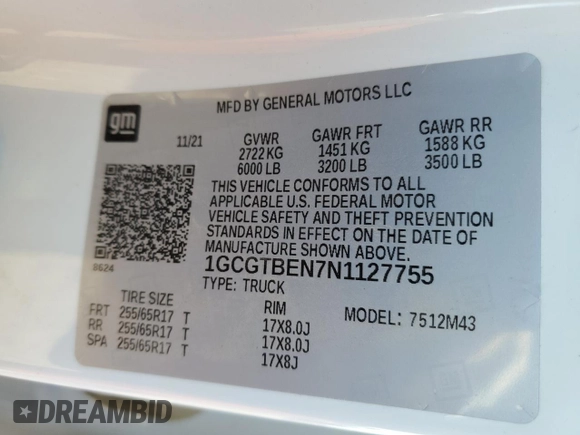 MFD BY GENERAL MOTORS LLC
gm
11/21
GVWR GAWR FRT GAWR RR
2722 KG 1451 KG 1588 KG
6000 LB 3200 LB 3500 LB
THIS VEHICLE CONFORMS TO ALL
APPLICABLE U.S. FEDERAL MOTOR
VEHICLE SAFETY AND THEFT PREVENTION
STANDARDS IN EFFECT ON THE DATE OF
MANUFACTURE SHOWN ABOVE.
8624
1GCGTBEN7N1127755
TYPE: TRUCK
TIRE SIZE RIM MODEL: 7512M43
FRT 255/65R17 T 17X8.0J
RR 255/65R17 T 17X8.0J
SPA 255/65R17 T 17X8J
DREAMBID